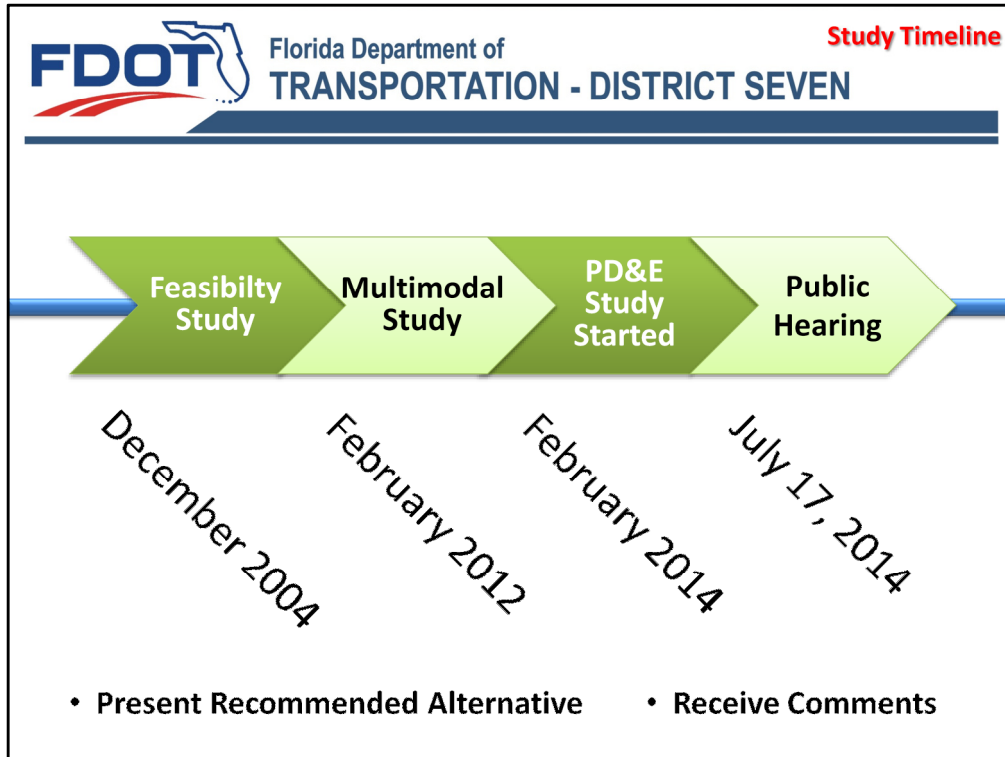 FDOT
Florida Department of
TRANSPORTATION - DISTRICT SEVEN
Study Timeline
Feasibilty
Study
Multimodal
Study
PD&E
Study
Started
Public
Hearing
December 2004
February 2012
February 2014
July 17, 2014
• Present Recommended Alternative
• Receive Comments